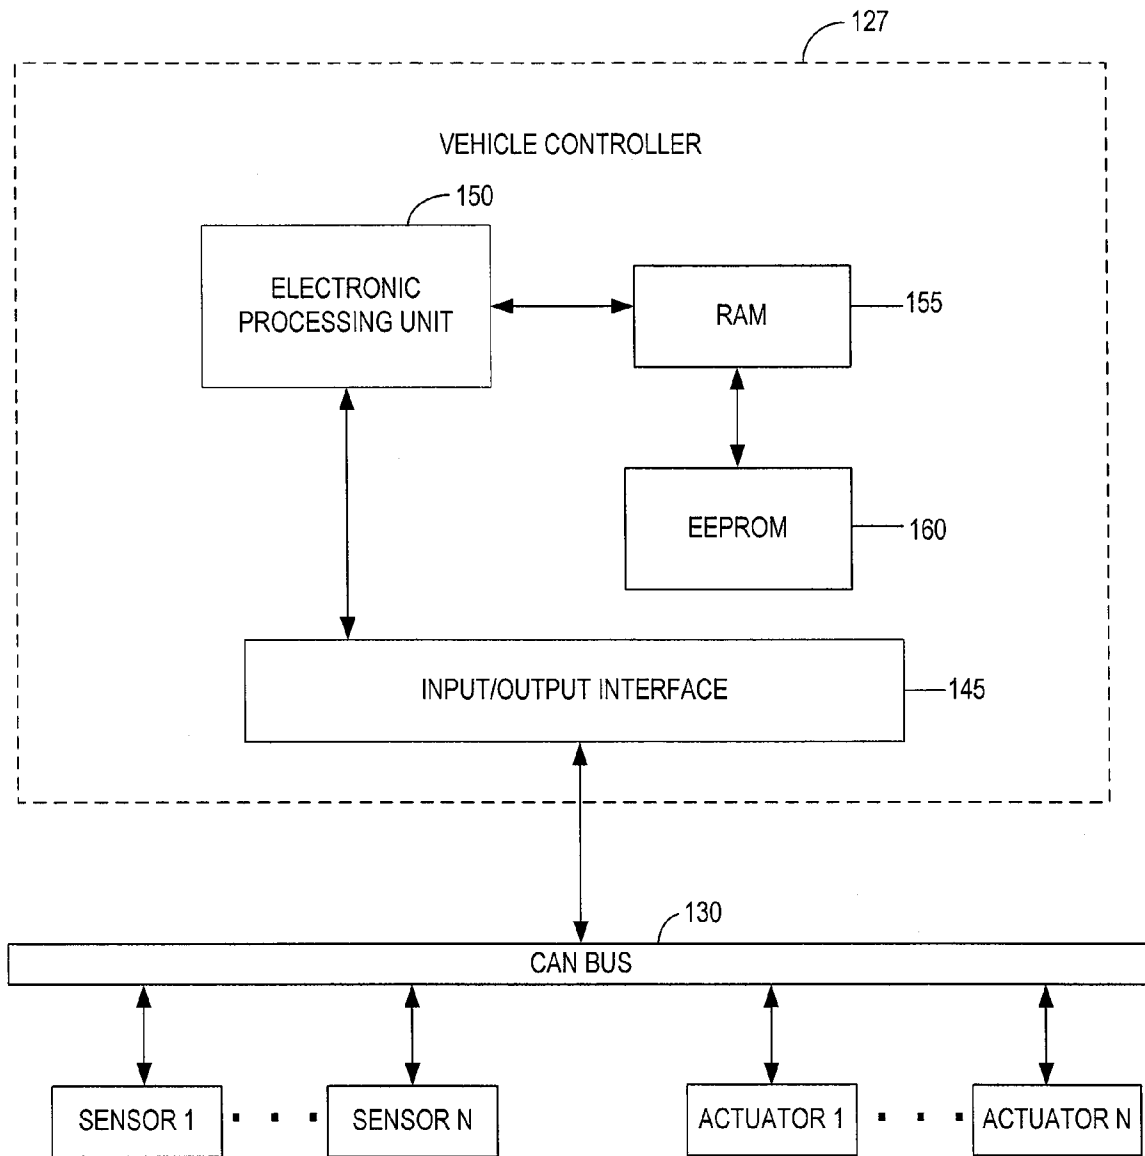 127
VEHICLE CONTROLLER
150
ELECTRONIC
PROCESSING UNIT
RAM
155
EEPROM
160
INPUT/OUTPUT INTERFACE
145
130
CAN BUS
SENSOR 1
SENSOR N
ACTUATOR 1
ACTUATOR N